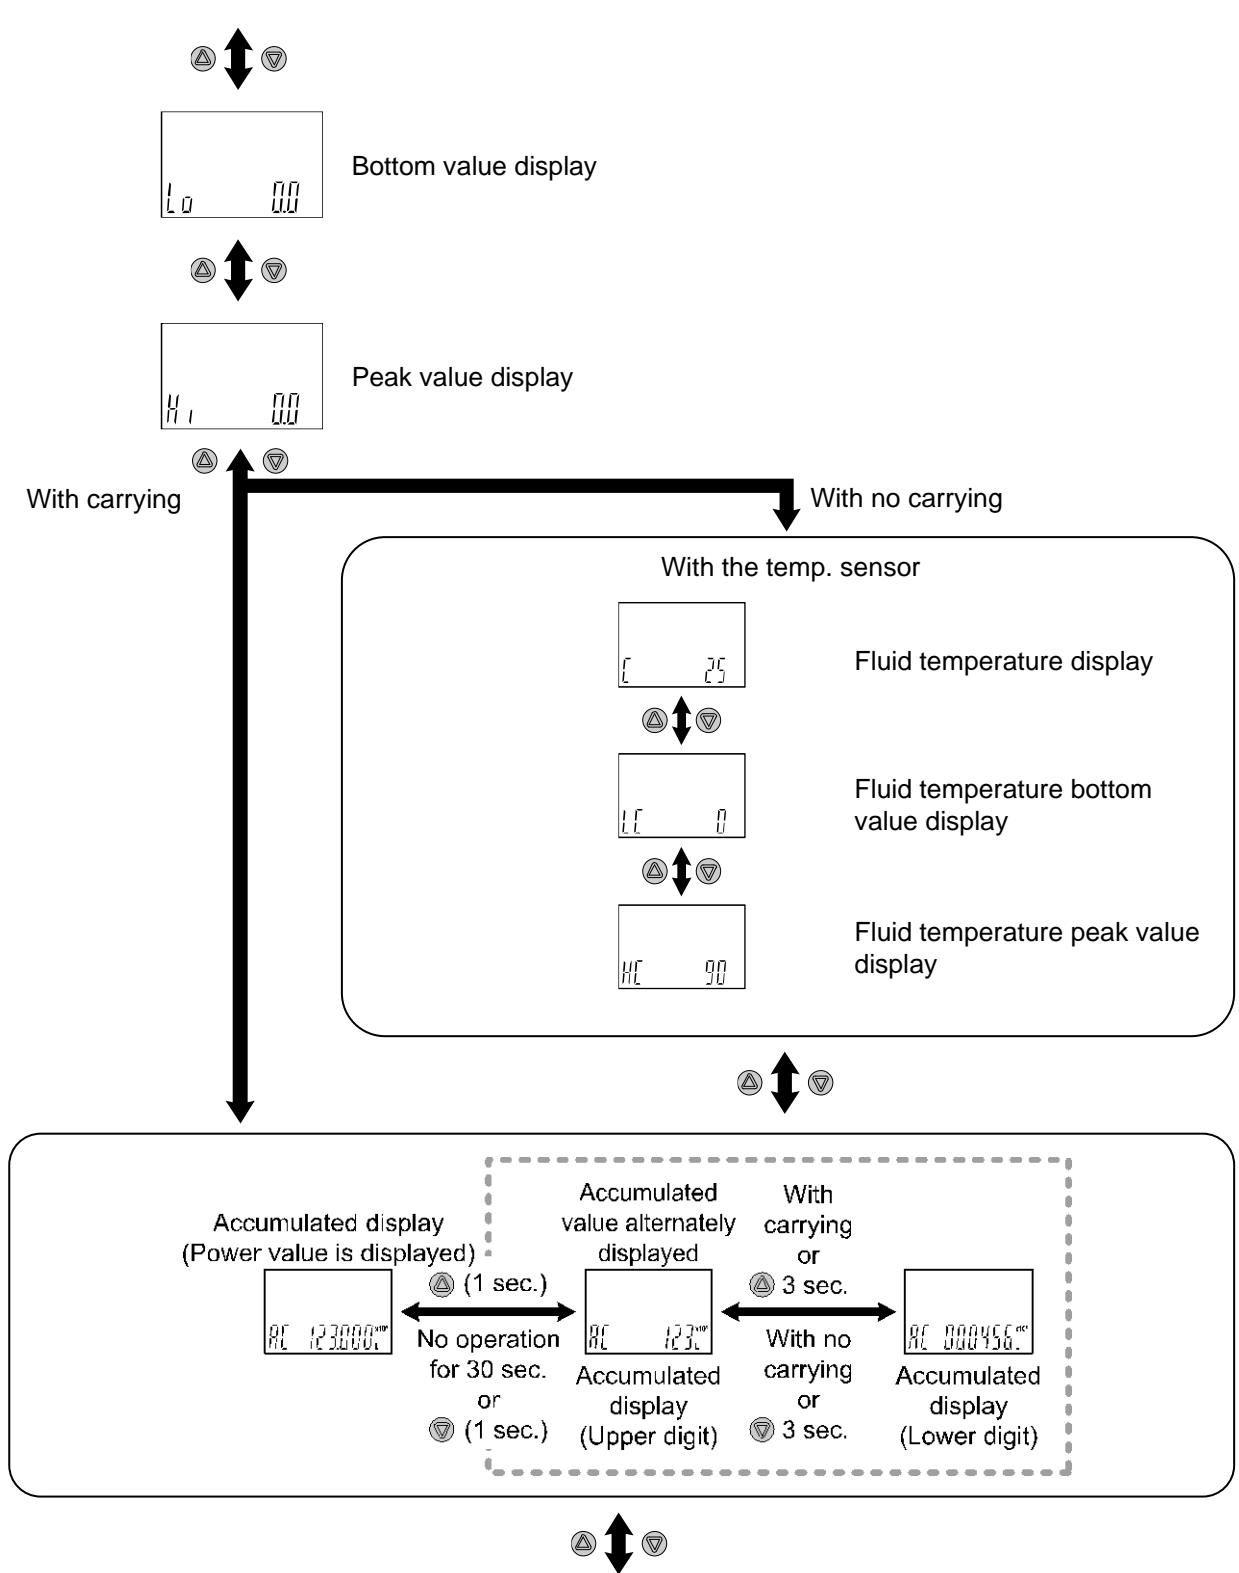 Lo 0.0
Bottom value display
Hi 0.0
Peak value display
With carrying
With no carrying
With the temp. sensor
C 25
Fluid temperature display
LC 0
Fluid temperature bottom
value display
HC 90
Fluid temperature peak value
display
Accumulated display
(Power value is displayed)
AC 123.000
(1 sec.)
No operation
for 30 sec.
or
(1 sec.)
Accumulated
value alternately
displayed
AC 123
Accumulated
display
(Upper digit)
With
carrying
or
3 sec.
With no
carrying
or
3 sec.
AC 000456
Accumulated
display
(Lower digit)